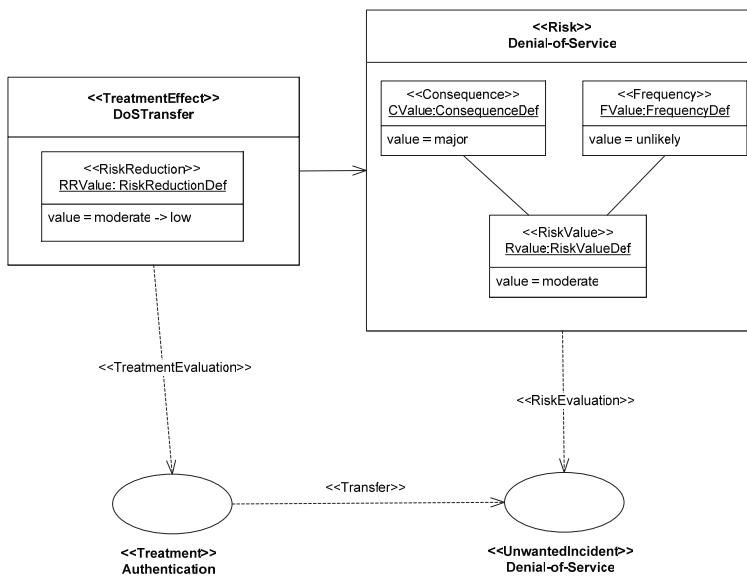 <<Risk>>
Denial-of-Service
<<TreatmentEffect>>
DoSTransfer
<<Consequence>>
CValue:ConsequenceDef
value = major
<<Frequency>>
FValue:FrequencyDef
value = unlikely
<<RiskReduction>>
RRValue: RiskReductionDef
value = moderate -> low
<<RiskValue>>
Rvalue:RiskValueDef
value = moderate
<<TreatmentEvaluation>>
<<RiskEvaluation>>
<<Transfer>>
<<Treatment>>
Authentication
<<UnwantedIncident>>
Denial-of-Service